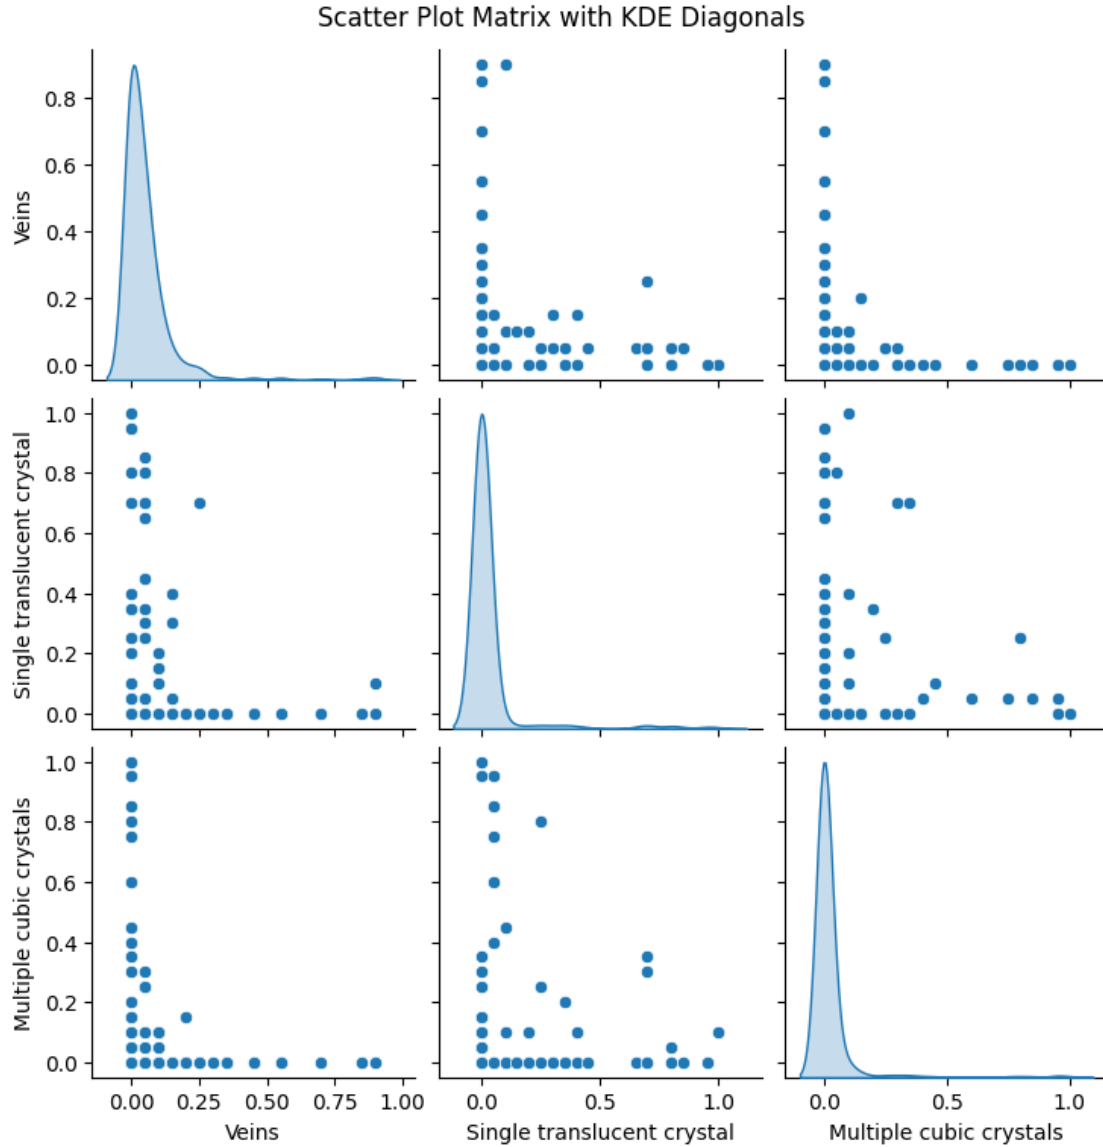 Scatter Plot Matrix with KDE Diagonals
Veins
0.8
0.6
0.4
0.2
0.0
Single translucent crystal
1.0
0.8
0.6
0.4
0.2
0.0
Multiple cubic crystals
1.0
0.8
0.6
0.4
0.2
0.0
0.00 0.25 0.50 0.75 1.00
Veins
0.0 0.5 1.0
Single translucent crystal
0.0 0.5 1.0
Multiple cubic crystals